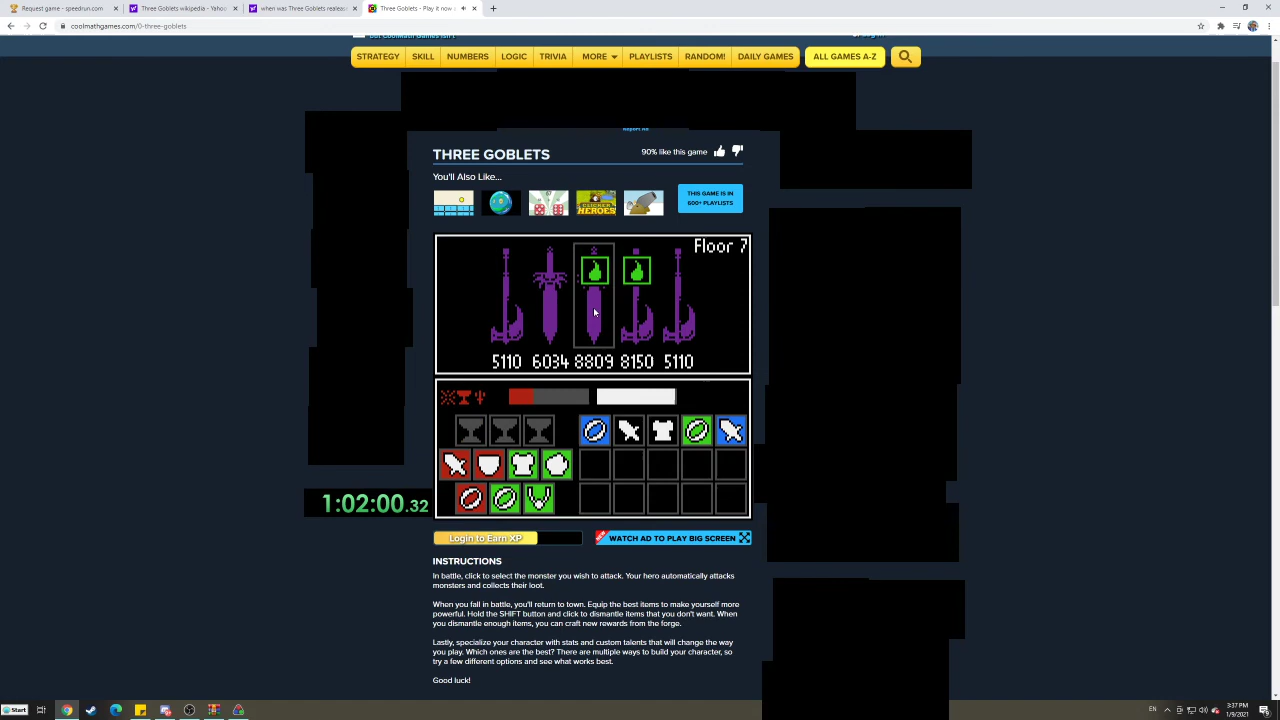 Request game - speedrun.com
Three Goblets wikipedia - Yahoo
when was Three Goblets realeas
Three Goblets - Play it now
coolmathgames.com/0-three-goblets
STRATEGY SKILL NUMBERS LOGIC TRIVIA MORE PLAYLISTS RANDOM! DAILY GAMES ALL GAMES A-Z
Report Ad
THREE GOBLETS
90% like this game
You'll Also Like...
CLICKER
HEROES
THIS GAME IS IN
600+ PLAYLISTS
Floor 7
5110 6034 8809 8150 5110
1:02:00.32
Login to Earn XP
NEW
WATCH AD TO PLAY BIG SCREEN
INSTRUCTIONS
In battle, click to select the monster you wish to attack. Your hero automatically attacks
monsters and collects their loot.
When you fall in battle, you'll return to town. Equip the best items to make yourself more
powerful. Hold the SHIFT button and click to dismantle items that you don't want. When
you dismantle enough items, you can craft new rewards from the forge.
Lastly, specialize your character with stats and custom talents that will change the way
you play. Which ones are the best? There are multiple ways to build your character, so
try a few different options and see what works best.
Good luck!
Start
EN
3:37 PM
1/9/2021